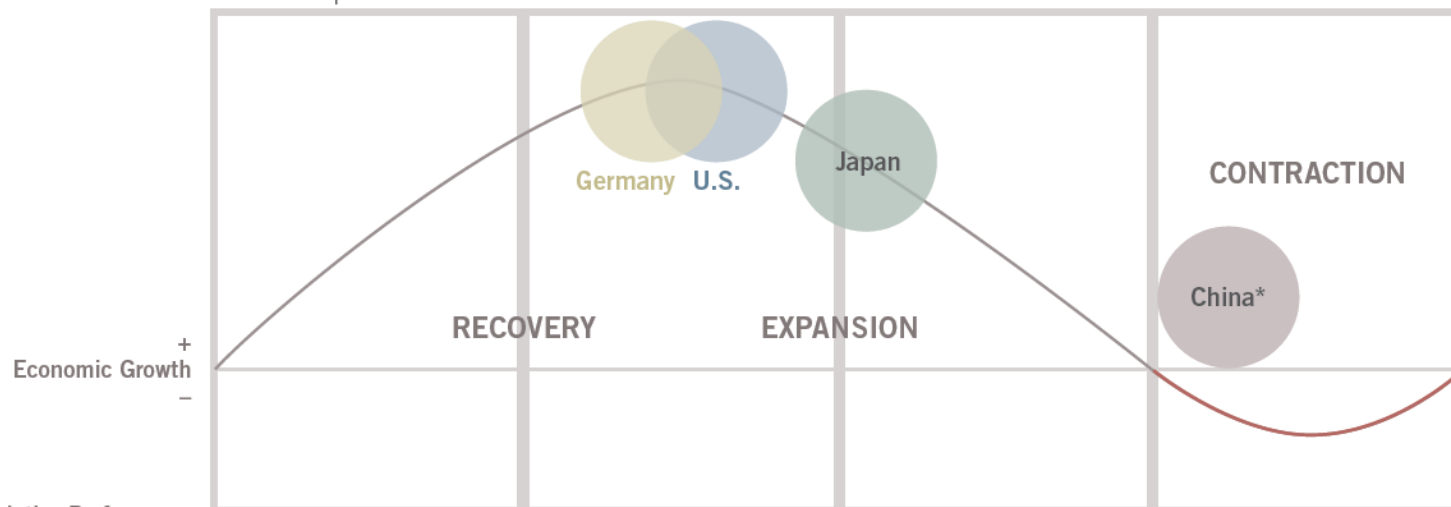 Germany U.S.
Japan
CONTRACTION
China*
RECOVERY EXPANSION
+
Economic Growth
–